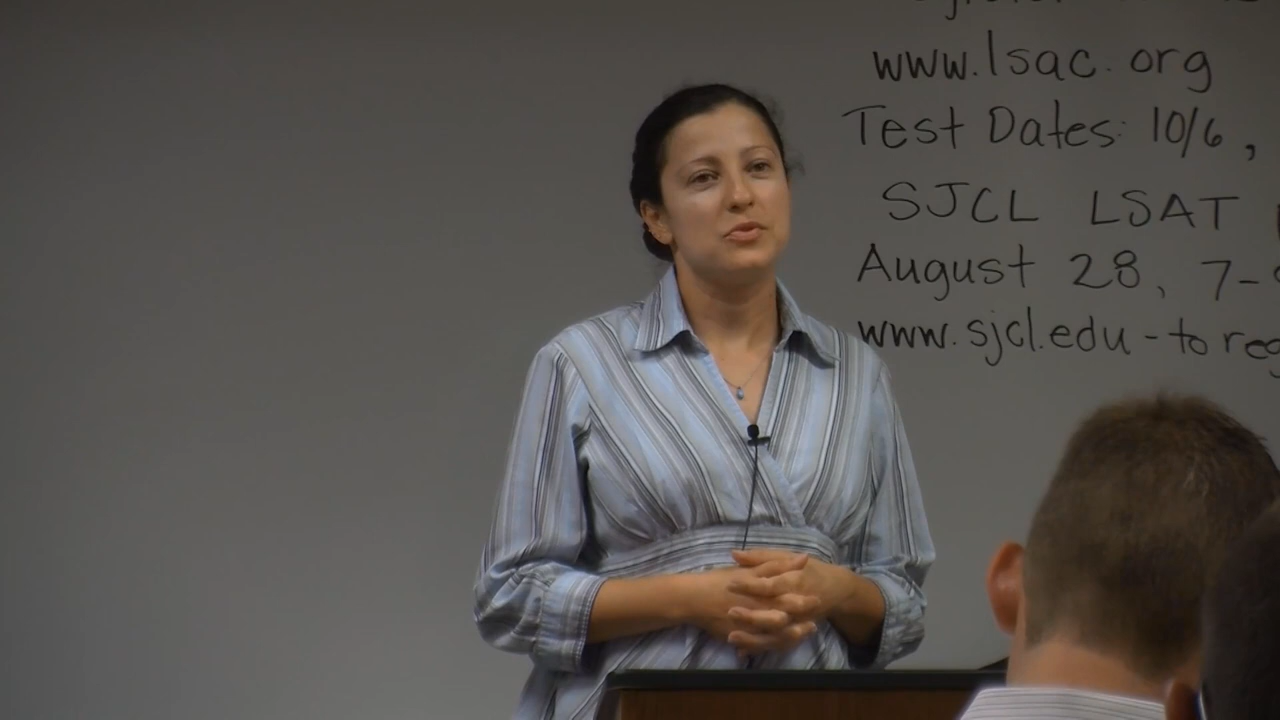 www.lsac.org
Test Dates: 10/6,
SJCL LSAT
August 28, 7-
www.sjcl.edu - to reg